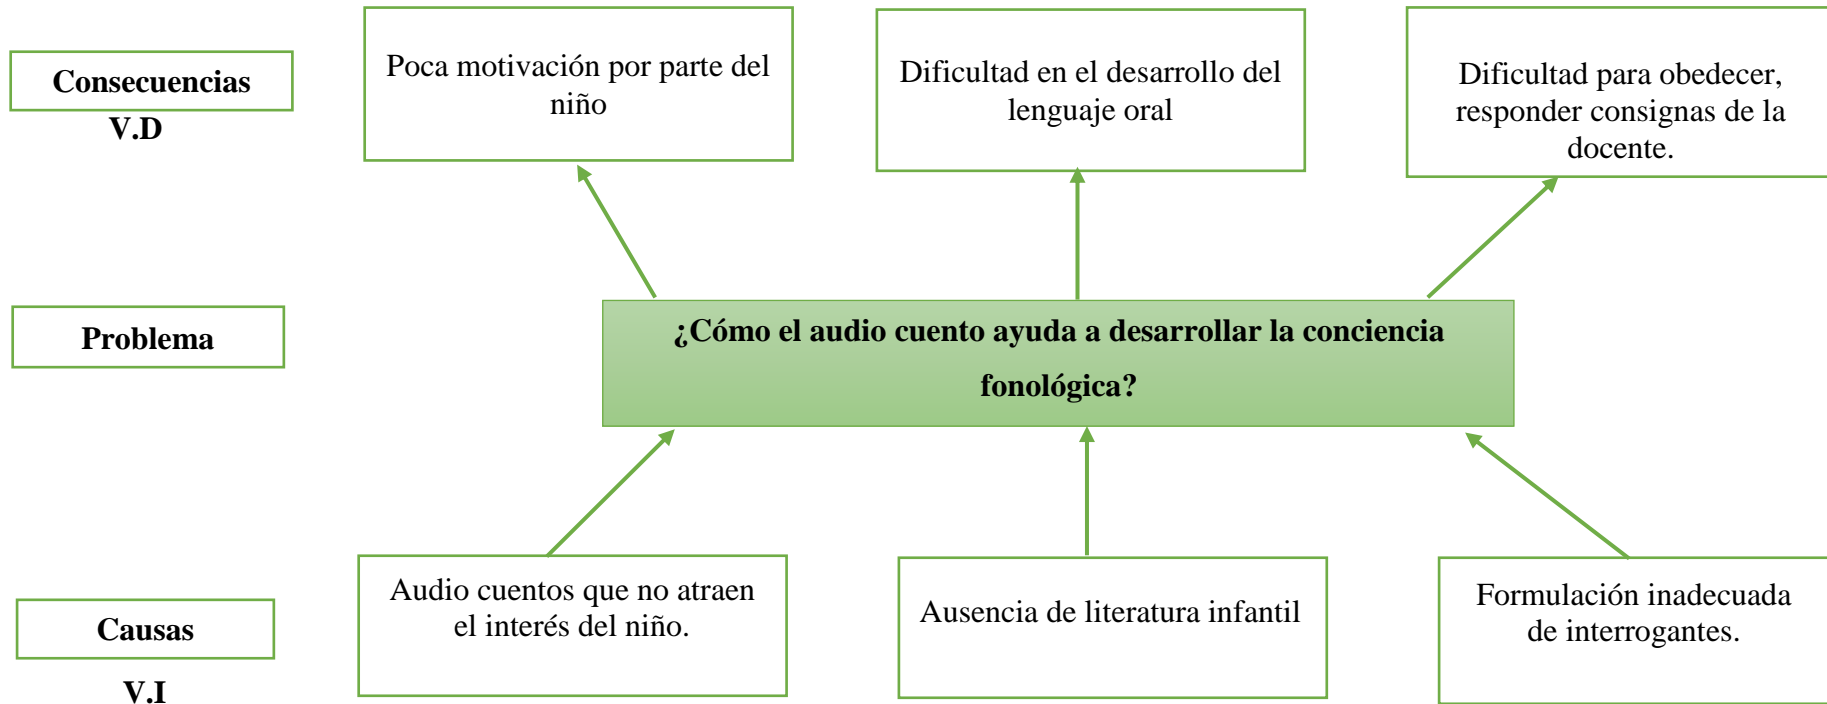 Consecuencias
V.D
Poca motivación por parte del
niño
Dificultad en el desarrollo del
lenguaje oral
Dificultad para obedecer,
responder consignas de la
docente.
Problema
¿Cómo el audio cuento ayuda a desarrollar la conciencia
fonológica?
Causas
V.I
Audio cuentos que no atraen
el interés del niño.
Ausencia de literatura infantil
Formulación inadecuada
de interrogantes.